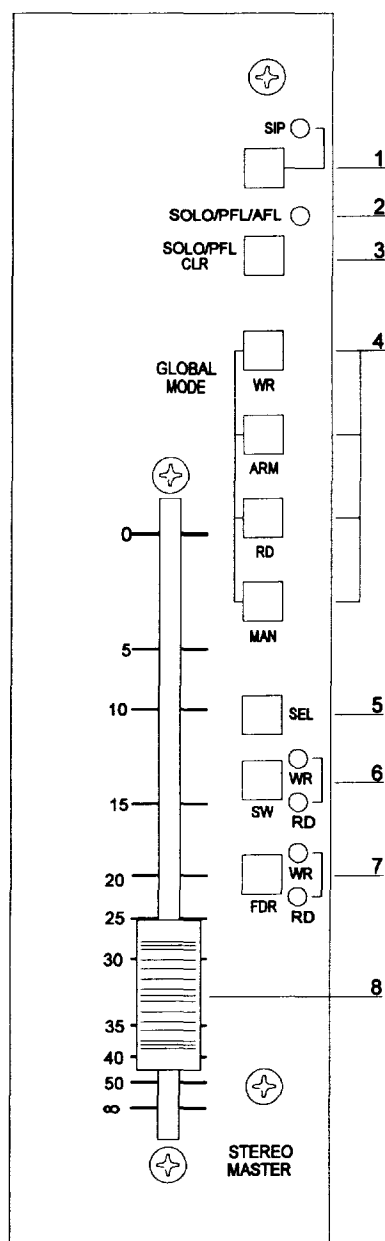 SIP
1
SOLO/PFL/AFL
2
SOLO/PFL
CLR
3
4
GLOBAL
MODE
WR
ARM
0
RD
MAN
5
10
SEL
5
WR
6
15
SW
RD
WR
7
20
FDR
RD
25
30
8
35
40
50
∞
STEREO
MASTER